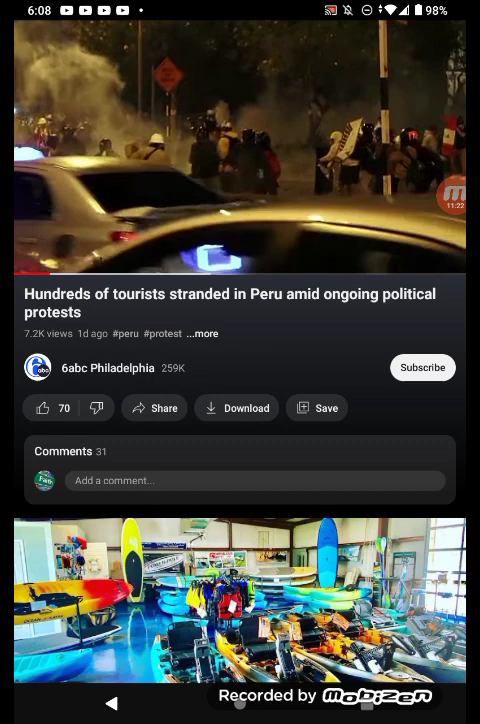 6:08
98%
11:22
Hundreds of tourists stranded in Peru amid ongoing political
protests
7.2K views 1d ago #peru #protest ...more
abc
6abc Philadelphia 259K
Subscribe
70
Share
Download
Save
Comments 31
Faith
Add a comment...
Recorded by mobizen